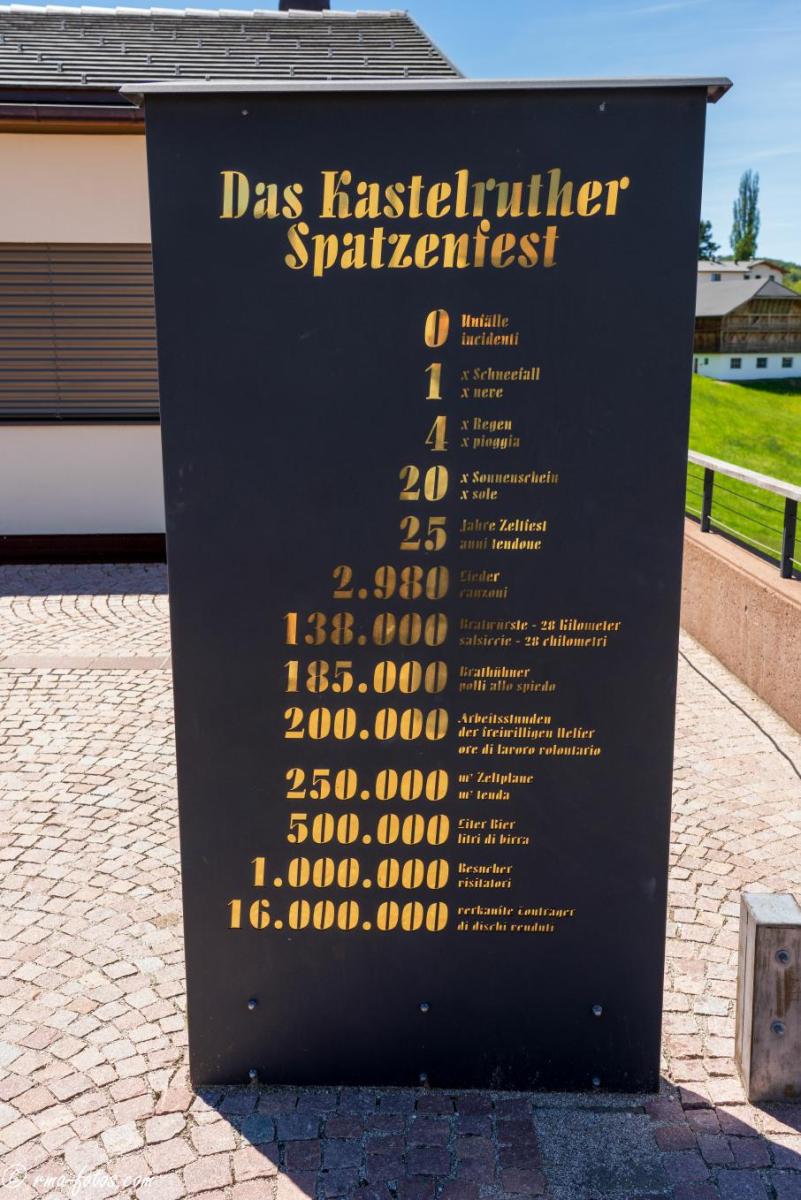 Das Kastelruther
Spatzenfest
0 Unfälle
incidenti
1 x Schneefall
x neve
4 x Regen
x pioggia
20 x Sonnenschein
x sole
25 Jahre Zeltfest
anni tendone
2.980 Lieder
canzoni
138.000 Bratwürste - 28 Kilometer
salsiccie - 28 chilometri
185.000 Brathühner
polli allo spiedo
200.000 Arbeitsstunden
der freiwilligen Helfer
ore di lavoro volontario
250.000 m² Zeltplane
m² tenda
500.000 Liter Bier
litri di birra
1.000.000 Besucher
visitatori
16.000.000 verkaufte Tonträger
di dischi venduti
© rma-fotos.com